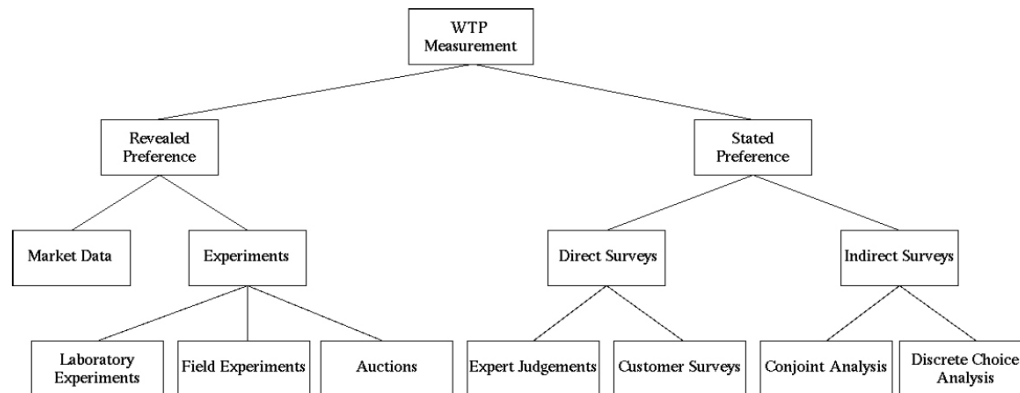 WTP
Measurement
Revealed
Preference
Stated
Preference
Market Data
Experiments
Direct Surveys
Indirect Surveys
Laboratory
Experiments
Field Experiments
Auctions
Expert Judgements
Customer Surveys
Conjoint Analysis
Discrete Choice
Analysis